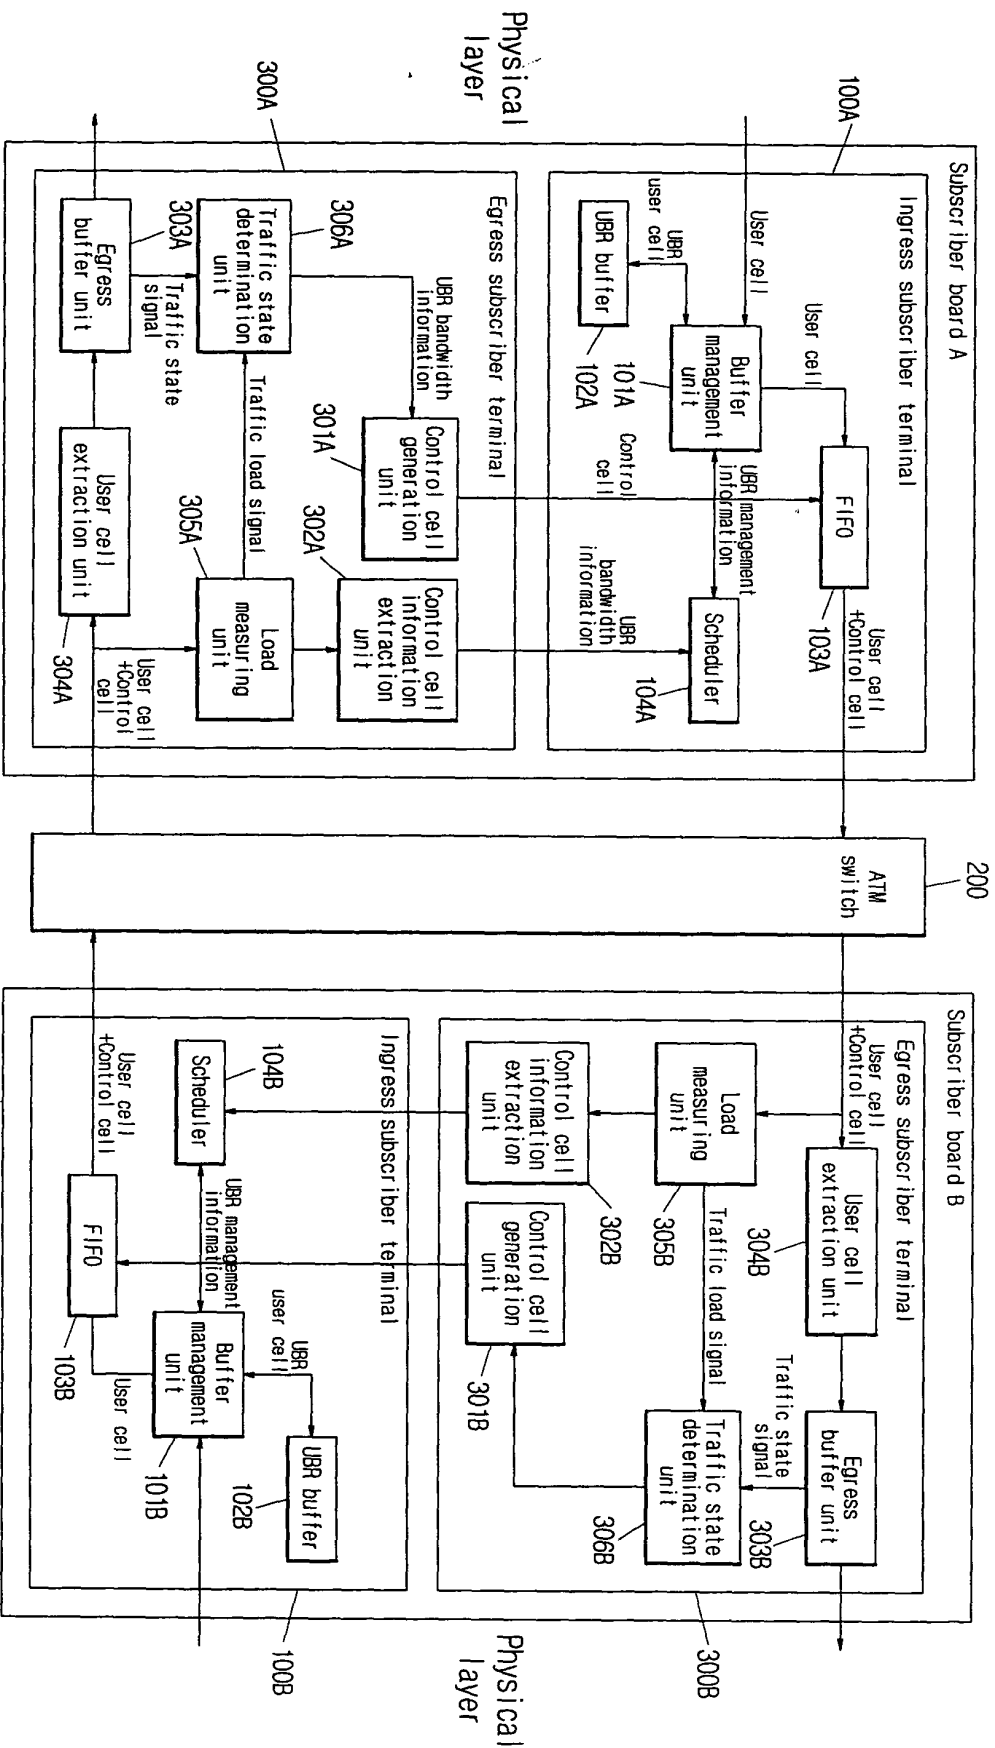 Physical
layer
Subscriber board A
100A
Ingress subscriber terminal
User cell
User cell
UBR
user cell
UBR buffer
102A
Buffer
management
unit
101A
FIFO
103A
User cell
+Control cell
UBR management
information
Scheduler
104A
Control
cell
UBR
bandwidth
information
300A
Egress subscriber terminal
306A
Traffic state
determination
unit
UBR bandwidth
information
301A
Control cell
generation
unit
302A
Control cell
information
extraction
unit
303A
Egress
buffer unit
Traffic state
signal
Traffic load signal
305A
Load
measuring
unit
User cell
extraction unit
304A
User cell
+Control
cell
200
ATM
switch
Subscriber board B
Egress subscriber terminal
User cell
+Control cell
User cell
extraction unit
304B
Egress
buffer unit
303B
Traffic state
signal
Load
measuring
unit
305B
Traffic load signal
Traffic state
determination
unit
306B
Control cell
information
extraction
unit
302B
Control cell
generation
unit
301B
300B
Ingress subscriber terminal
104B
Scheduler
UBR management
information
UBR
user cell
UBR buffer
102B
Buffer
management
unit
101B
User cell
+Control cell
FIFO
103B
User cell
100B
Physical
layer